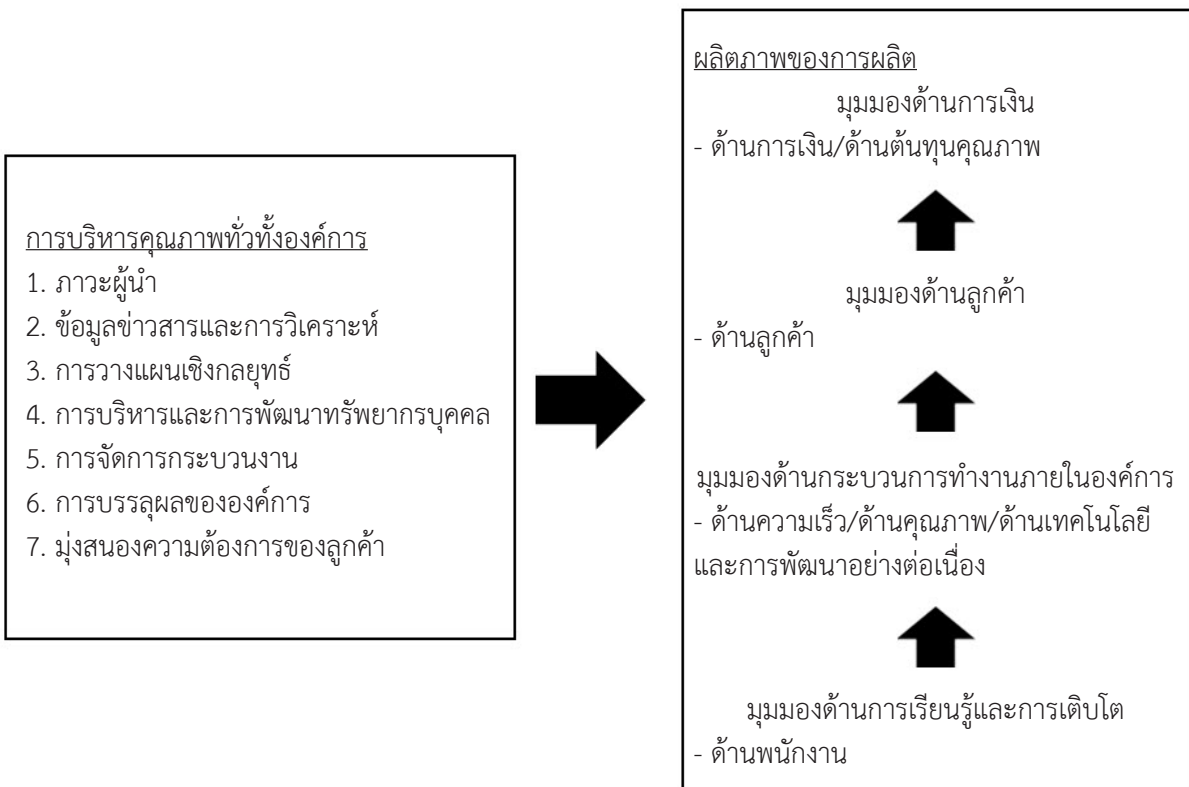 การบริหารคุณภาพทั่วทั้งองค์การ
1. ภาวะผู้นำ
2. ข้อมูลข่าวสารและการวิเคราะห์
3. การวางแผนเชิงกลยุทธ์
4. การบริหารและการพัฒนาทรัพยากรบุคคล
5. การจัดการกระบวนงาน
6. การบรรลุผลขององค์การ
7. มุ่งสนองความต้องการของลูกค้า
ผลิตภาพของการผลิต
มุมมองด้านการเงิน
- ด้านการเงิน/ด้านต้นทุนคุณภาพ
มุมมองด้านลูกค้า
- ด้านลูกค้า
มุมมองด้านกระบวนการทำงานภายในองค์การ
- ด้านความเร็ว/ด้านคุณภาพ/ด้านเทคโนโลยี
และการพัฒนาอย่างต่อเนื่อง
มุมมองด้านการเรียนรู้และการเติบโต
- ด้านพนักงาน